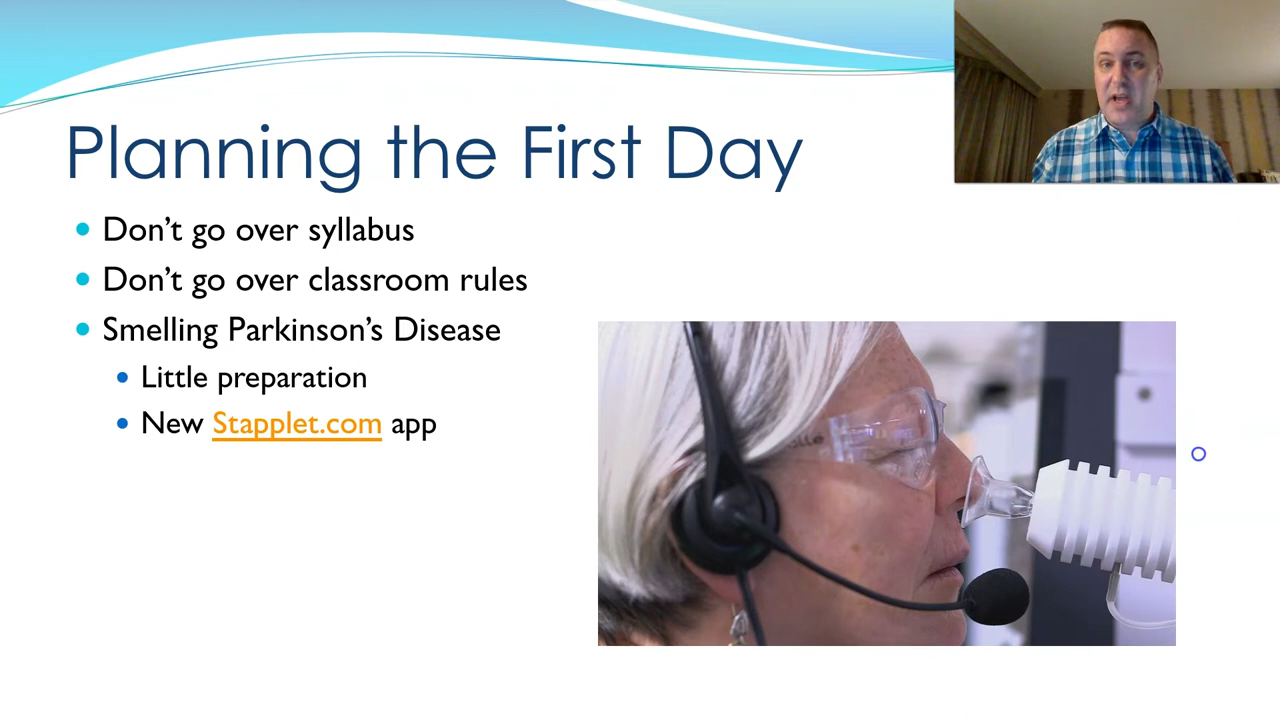 Planning the First Day
Don’t go over syllabus
Don’t go over classroom rules
Smelling Parkinson’s Disease
Little preparation
New Stapplet.com app